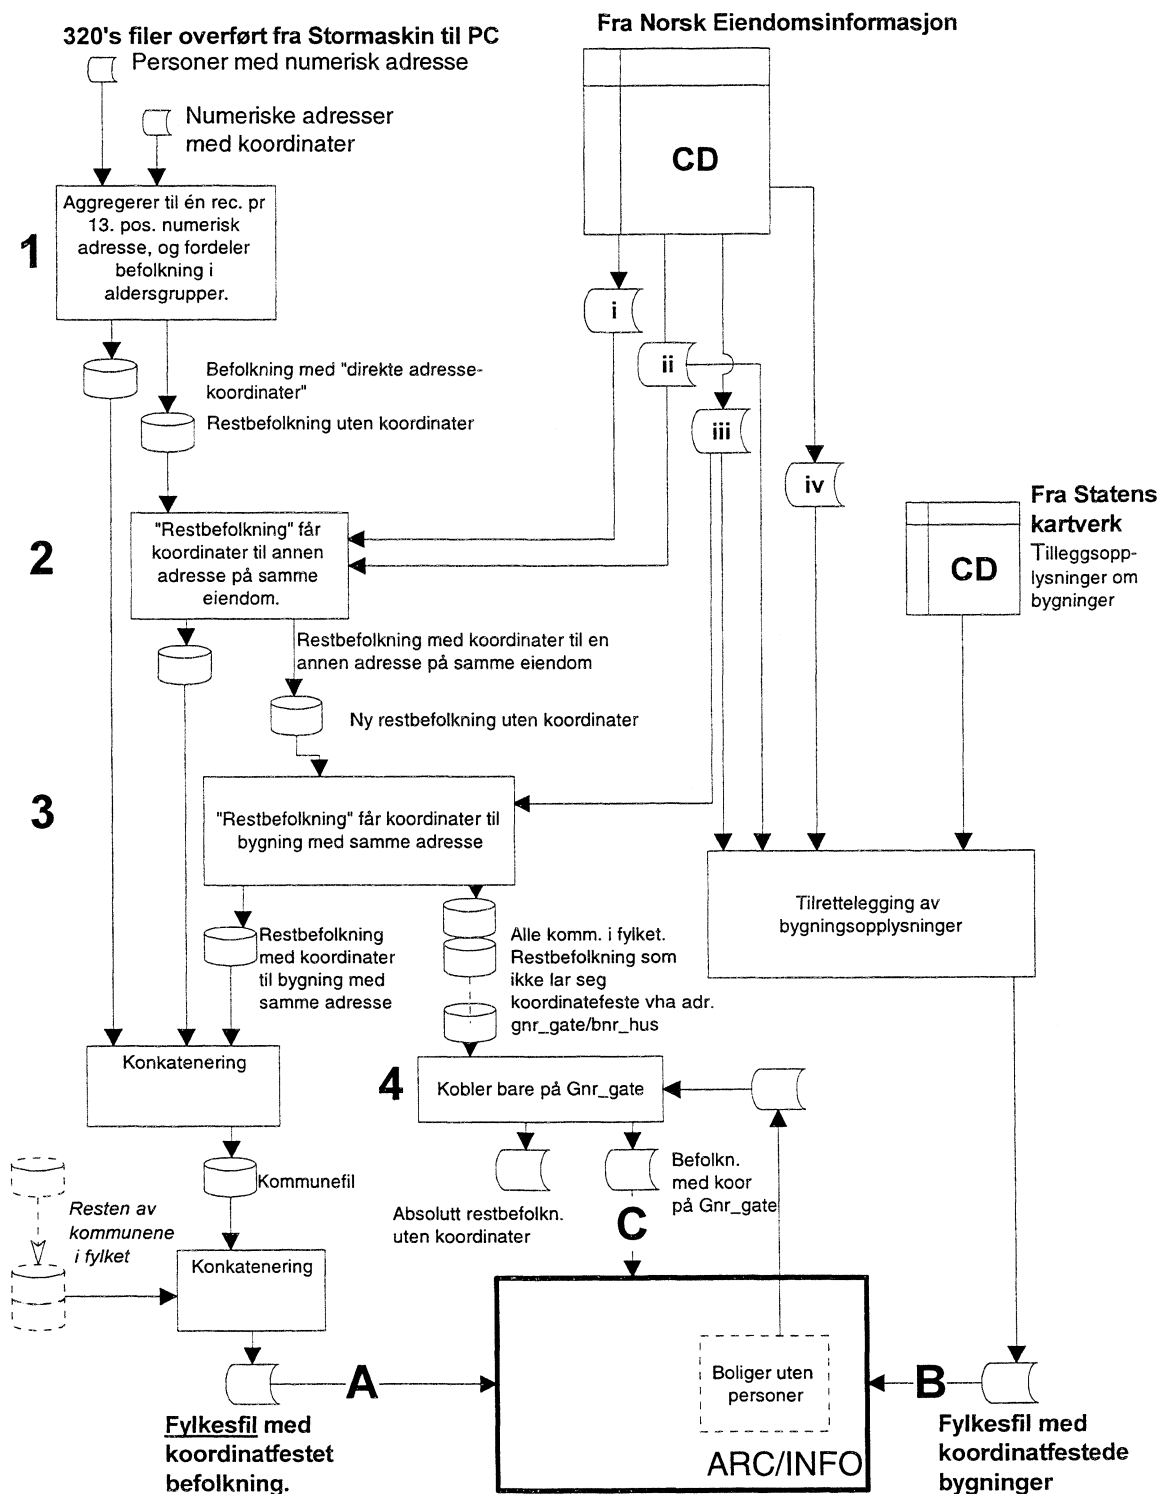 320's filer overført fra Stormaskin til PC
Personer med numerisk adresse
Numeriske adresser
med koordinater
Fra Norsk Eiendomsinformasjon
CD
1
Aggregerer til én rec. pr
13. pos. numerisk
adresse, og fordeler
befolkning i
aldersgrupper.
i
ii
iii
iv
Befolkning med "direkte adresse-
koordinater"
Restbefolkning uten koordinater
Fra Statens
kartverk
Tilleggsopp-
lysninger om
bygninger
CD
2
"Restbefolkning" får
koordinater til annen
adresse på samme
eiendom.
Restbefolkning med koordinater til en
annen adresse på samme eiendom
Ny restbefolkning uten koordinater
3
"Restbefolkning" får koordinater til
bygning med samme adresse
Tilrettelegging av
bygningsopplysninger
Restbefolkning
med koordinater
til bygning med
samme adresse
Alle komm. i fylket.
Restbefolkning som
ikke lar seg
koordinatefeste vha adr.
gnr_gate/bnr_hus
Konkatenering
4
Kobler bare på Gnr_gate
Kommunefil
Resten av
kommunene
i fylket
Absolutt restbefolkn.
uten koordinater
Befolkn.
med koor
på Gnr_gate
C
Konkatenering
A
Boliger uten
personer
B
ARC/INFO
Fylkesfil med
koordinatfestet
befolkning.
Fylkesfil med
koordinatfestede
bygninger